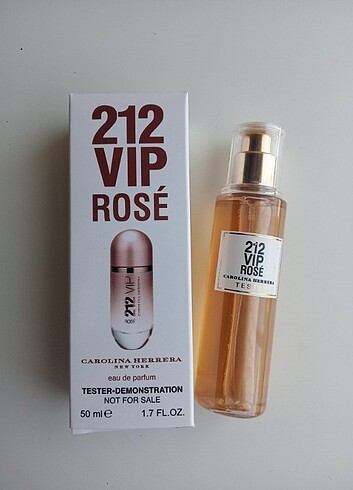 212
VIP
ROSÉ
212 VIP
ROSÉ
CAROLINA HERRERA
NEW YORK
eau de parfum
TESTER-DEMONSTRATION
NOT FOR SALE
50 ml e 1.7 FL.OZ.
212
VIP
ROSÉ
CAROLINA HERRERA